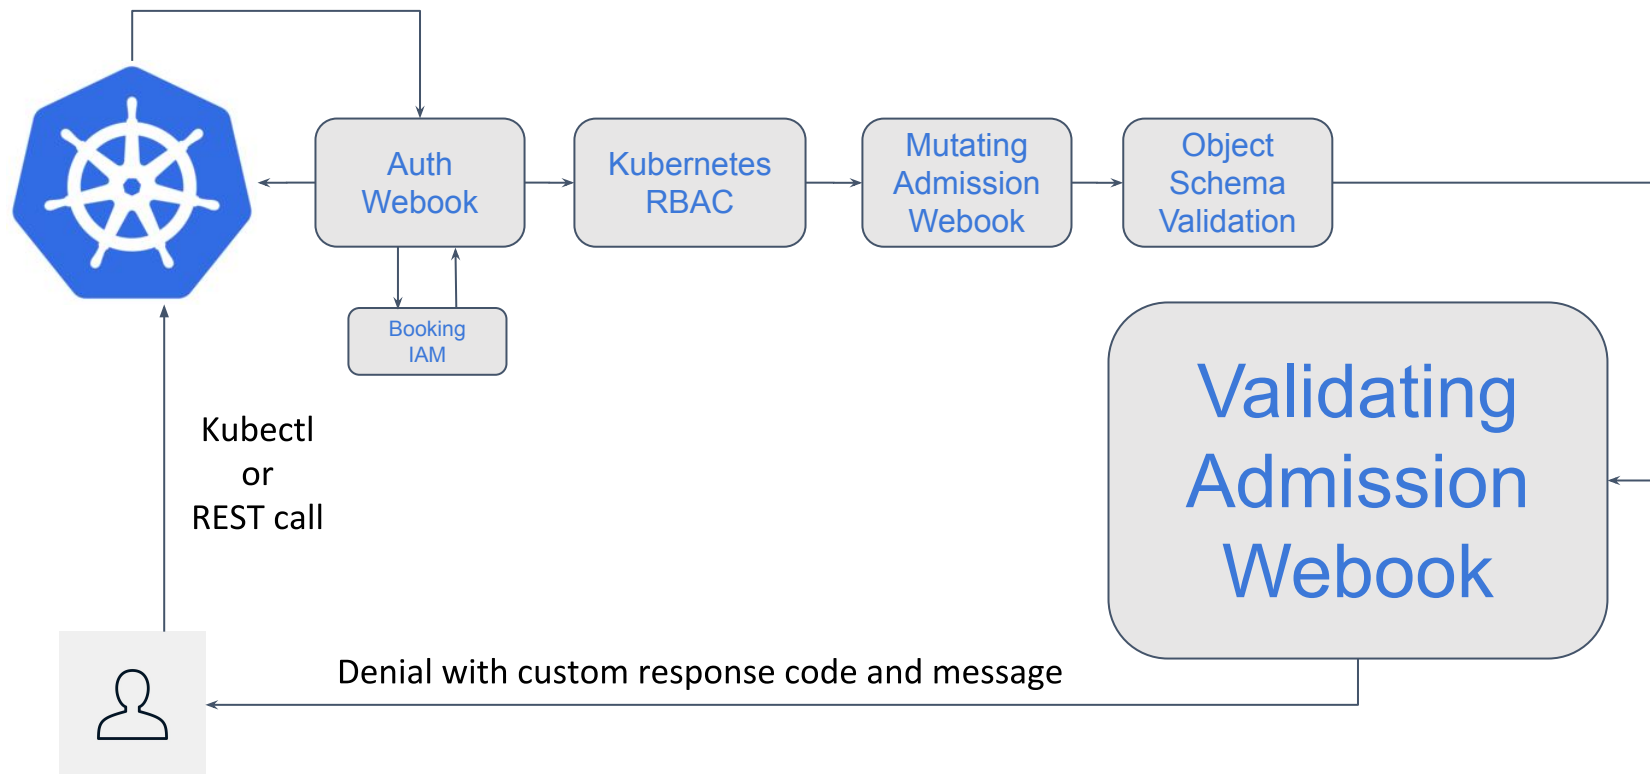 Auth
Webook
Kubernetes
RBAC
Mutating
Admission
Webook
Object
Schema
Validation
Booking
IAM
Kubectl
or
REST call
Validating
Admission
Webook
Denial with custom response code and message